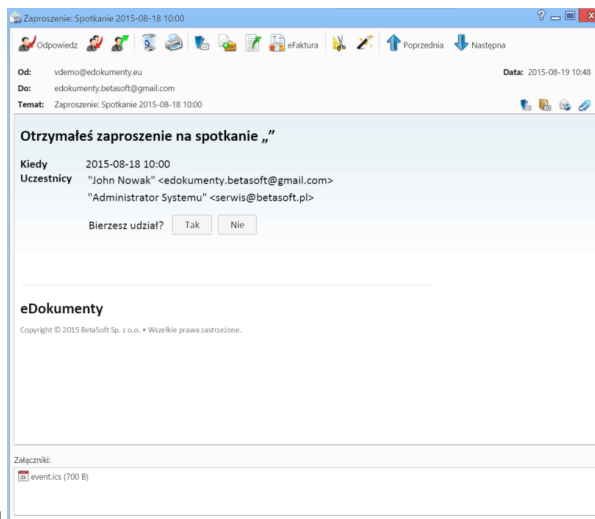 Zaproszenie: Spotkanie 2015-08-18 10:00
Odpowiedz eFaktura Poprzednia Następna
Od: vdemo@edokumenty.eu Data: 2015-08-19 10:48
Do: edokumenty.betasoft@gmail.com
Temat: Zaproszenie: Spotkanie 2015-08-18 10:00
Otrzymałeś zaproszenie na spotkanie „”
Kiedy 2015-08-18 10:00
Uczestnicy "John Nowak" <edokumenty.betasoft@gmail.com>
"Administrator Systemu" <serwis@betasoft.pl>
Bierzesz udział? Tak Nie
eDokumenty
Copyright © 2015 BetaSoft Sp. z o.o. • Wszelkie prawa zastrzeżone.
Załączniki:
event.ics (700 B)